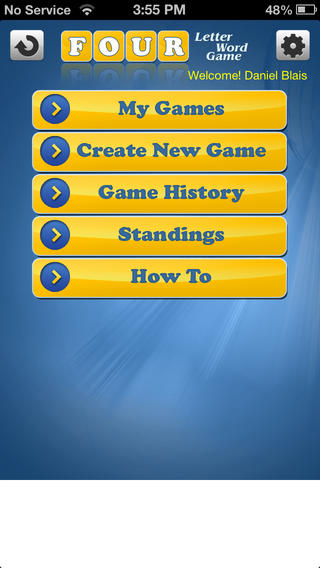 No Service 3:55 PM 48%
FOUR Letter Word Game
Welcome! Daniel Blais
My Games
Create New Game
Game History
Standings
How To